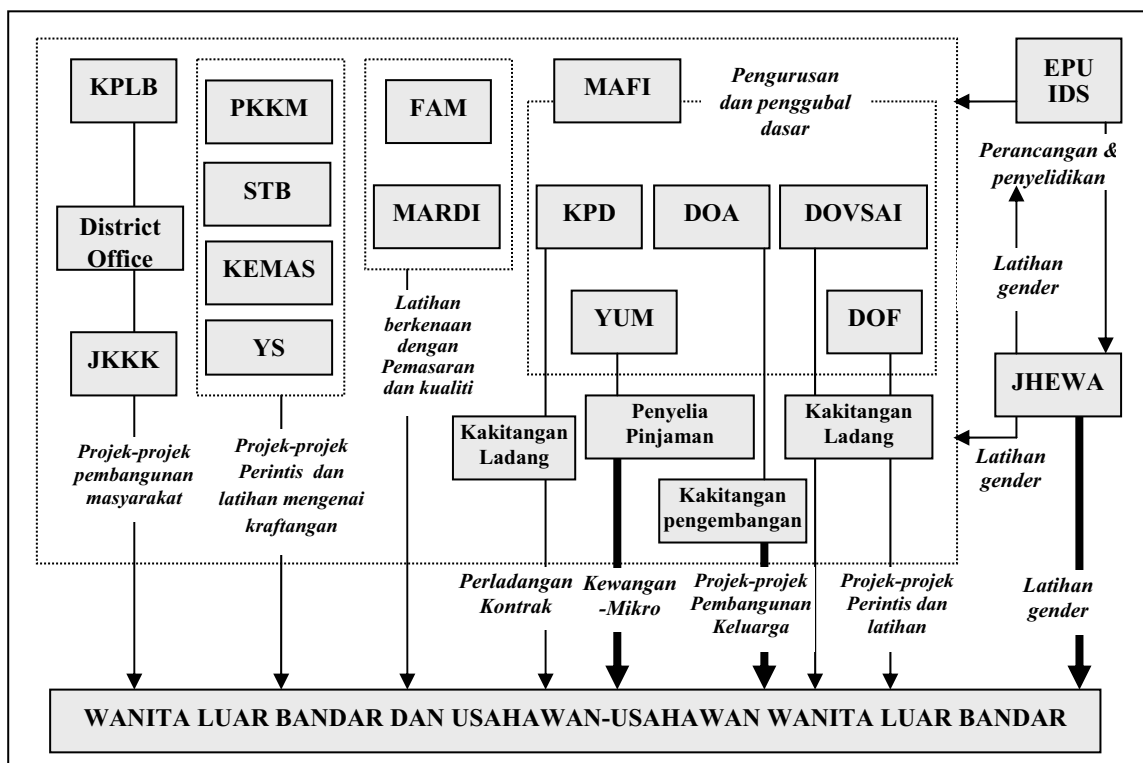 KPLB
District
Office
JKKK
Projek-projek
pembangunan
masyarakat
PKKM
STB
KEMAS
YS
Projek-projek
Perintis dan
latihan mengenai
kraftangan
FAM
MARDI
Latihan
berkenaan
dengan
Pemasaran
dan kualiti
MAFI
Pengurusan
dan penggubal
dasar
KPD
DOA
DOVSAI
YUM
DOF
Kakitangan
Ladang
Penyelia
Pinjaman
Kakitangan
pengembangan
Kakitangan
Ladang
Perladangan
Kontrak
Kewangan
-Mikro
Projek-projek
Pembangunan
Keluarga
Projek-projek
Perintis dan
latihan
EPU
IDS
Perancangan &
penyelidikan
Latihan
gender
JHEWA
Latihan
gender
Latihan
gender
WANITA LUAR BANDAR DAN USAHAWAN-USAHAWAN WANITA LUAR BANDAR